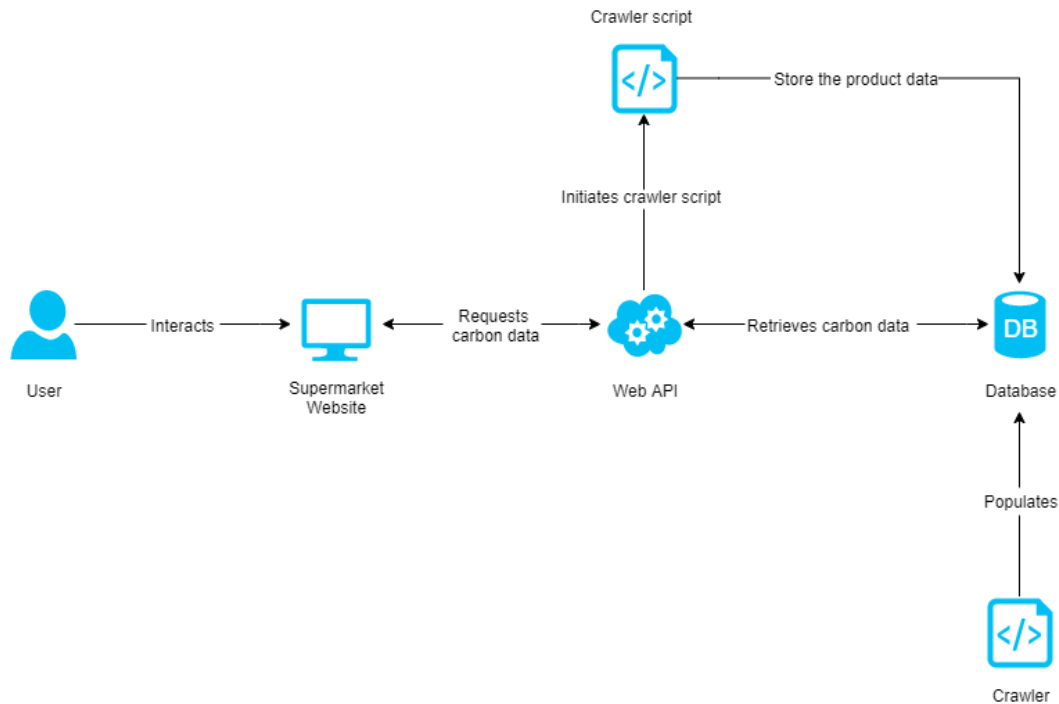 Crawler script
Store the product data
Initiates crawler script
Interacts
Requests
carbon data
Retrieves carbon data
DB
User
Supermarket
Website
Web API
Database
Populates
Crawler